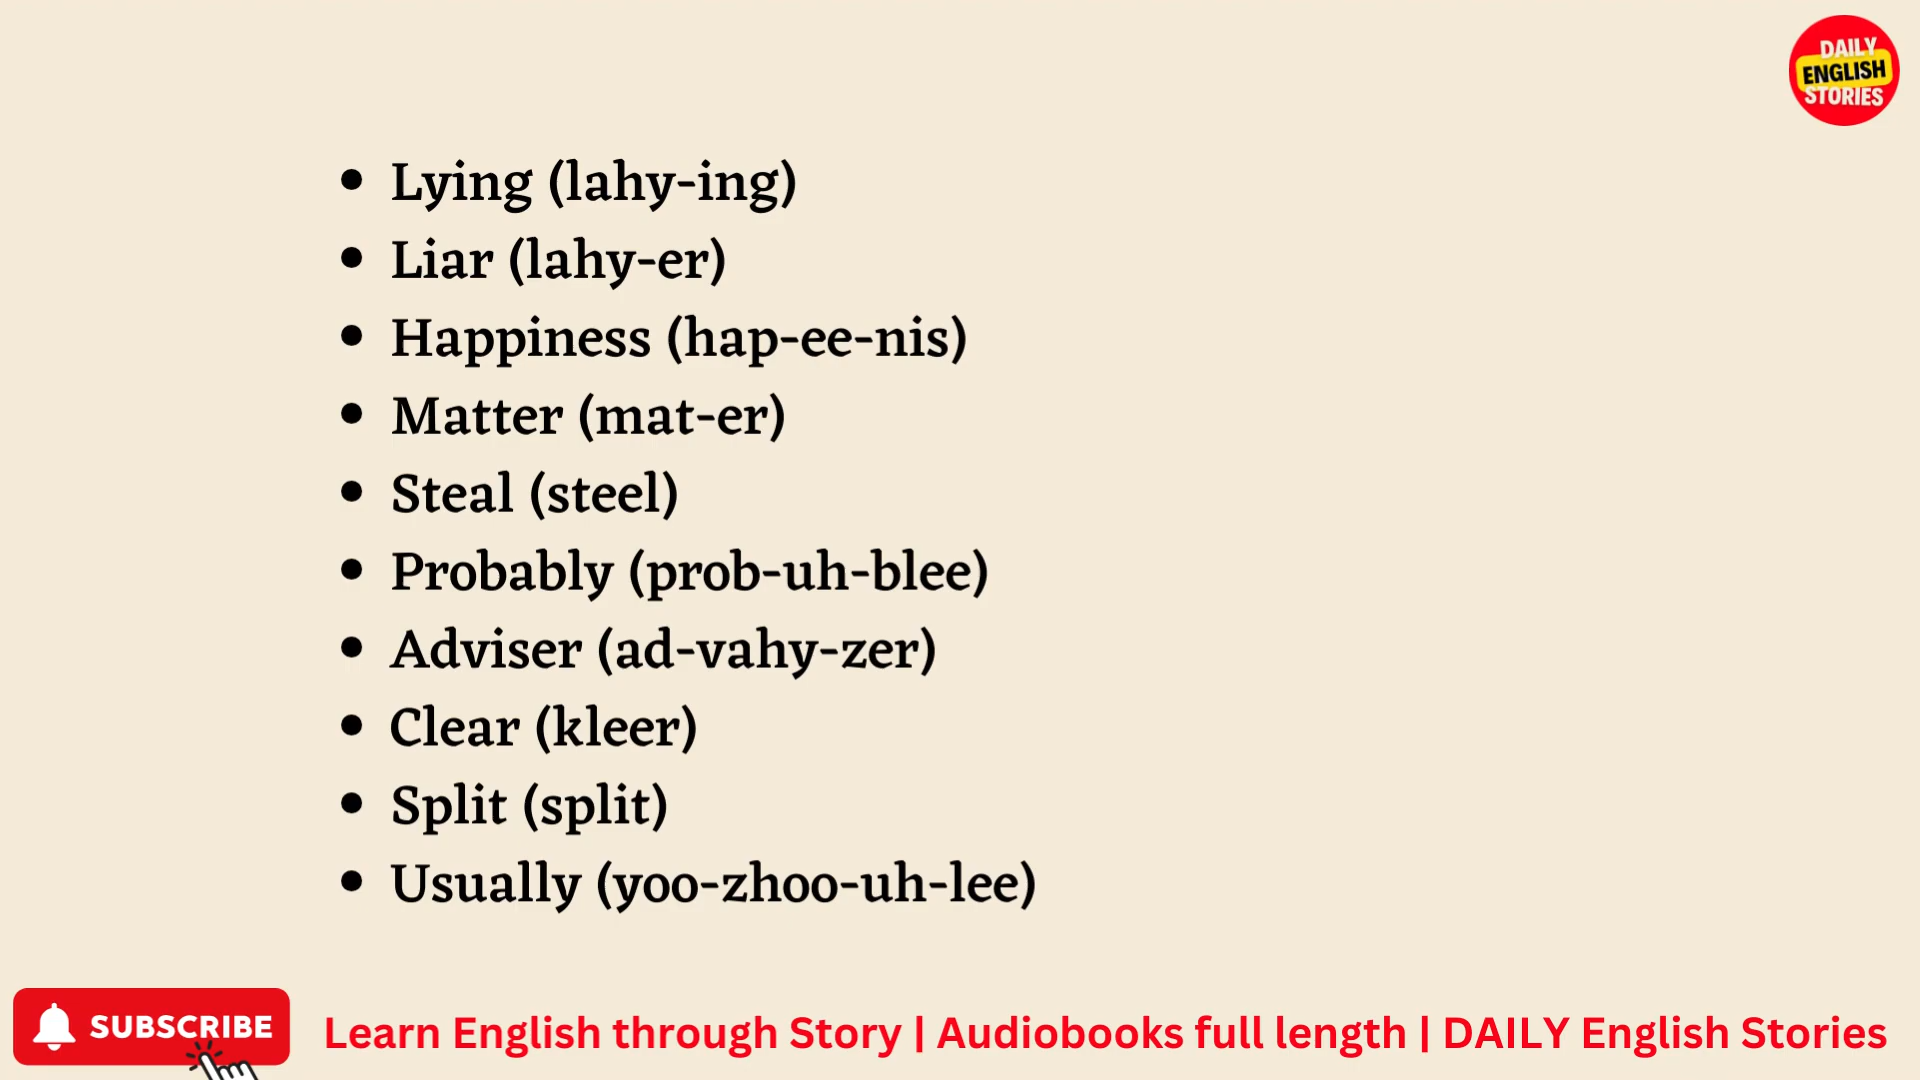 DAILY
ENGLISH
STORIES
• Lying (lahy-ing)
• Liar (lahy-er)
• Happiness (hap-ee-nis)
• Matter (mat-er)
• Steal (steel)
• Probably (prob-uh-blee)
• Adviser (ad-vahy-zer)
• Clear (kleer)
• Split (split)
• Usually (yoo-zhoo-uh-lee)
SUBSCRIBE
Learn English through Story | Audiobooks full length | DAILY English Stories